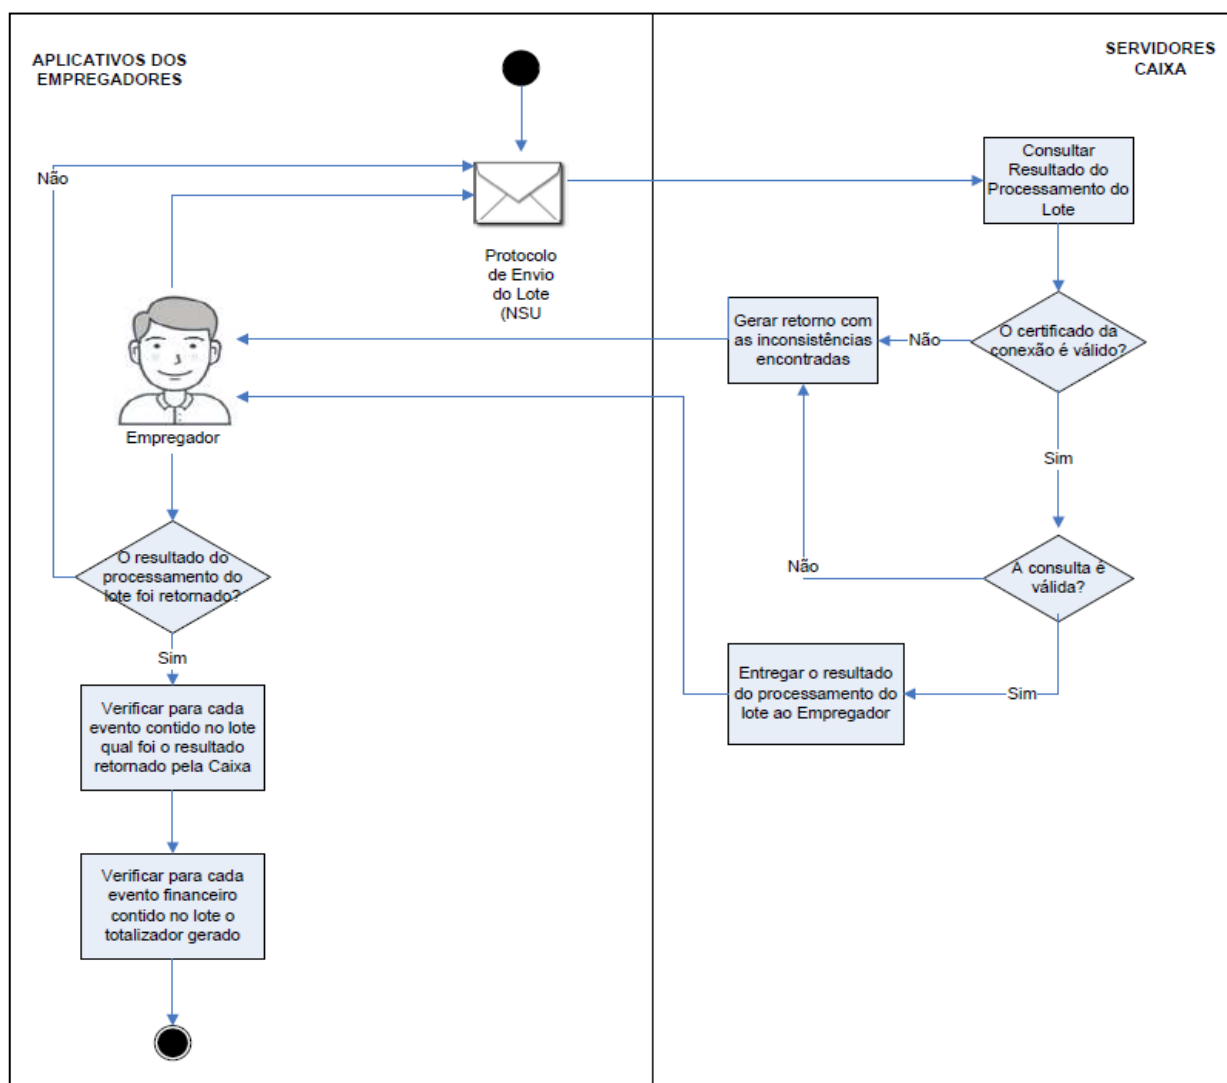 APLICATIVOS DOS
EMPREGADORES
SERVIDORES
CAIXA
Não
Protocolo
de Envio
do Lote
(NSU
Consultar
Resultado do
Processamento do
Lote
O certificado da
conexão é válido?
Não
Gerar retorno com
as inconsistências
encontradas
Empregador
Sim
A consulta é
válida?
Não
Sim
Entregar o resultado
do processamento do
lote ao Empregador
O resultado do
processamento do
lote foi retornado?
Sim
Verificar para cada
evento contido no lote
qual foi o resultado
retornado pela Caixa
Verificar para cada
evento financeiro
contido no lote o
totalizador gerado